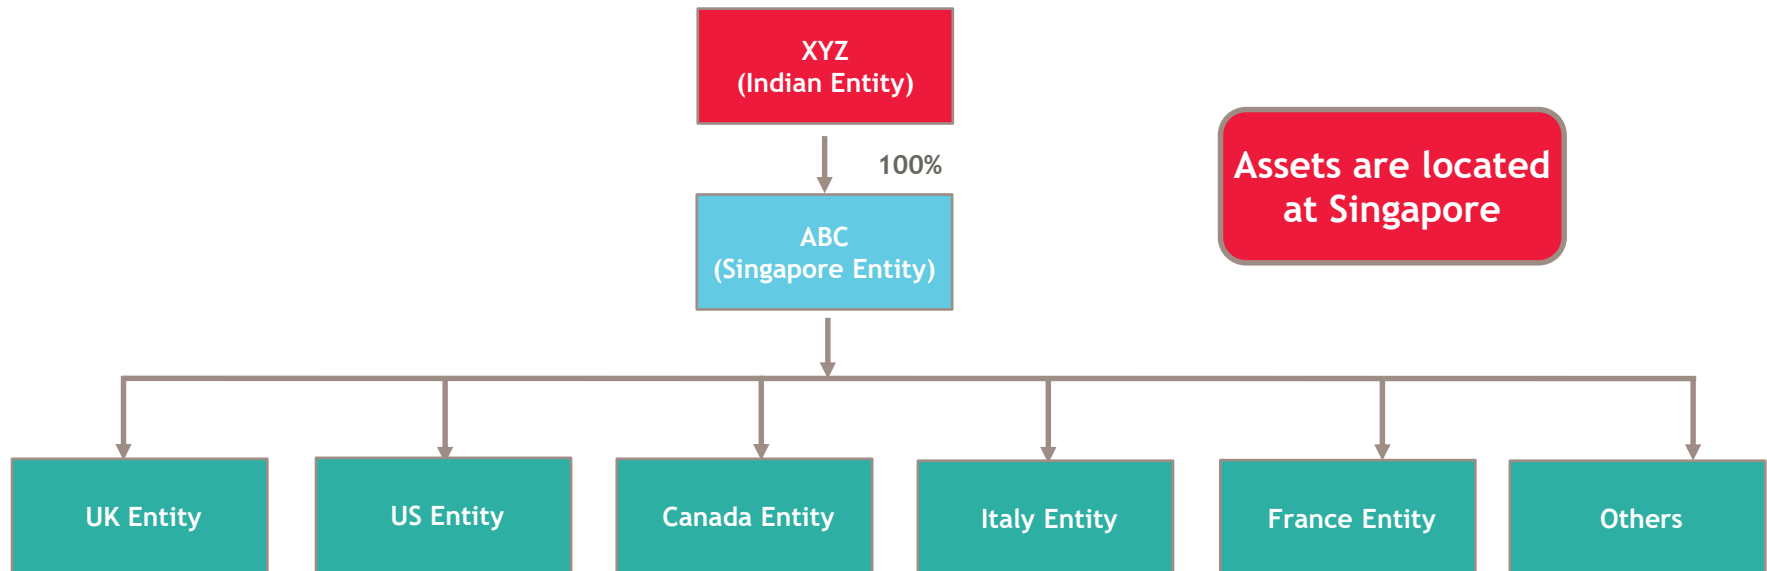 XYZ
(Indian Entity)
100%
Assets are located
at Singapore
ABC
(Singapore Entity)
UK Entity
US Entity
Canada Entity
Italy Entity
France Entity
Others